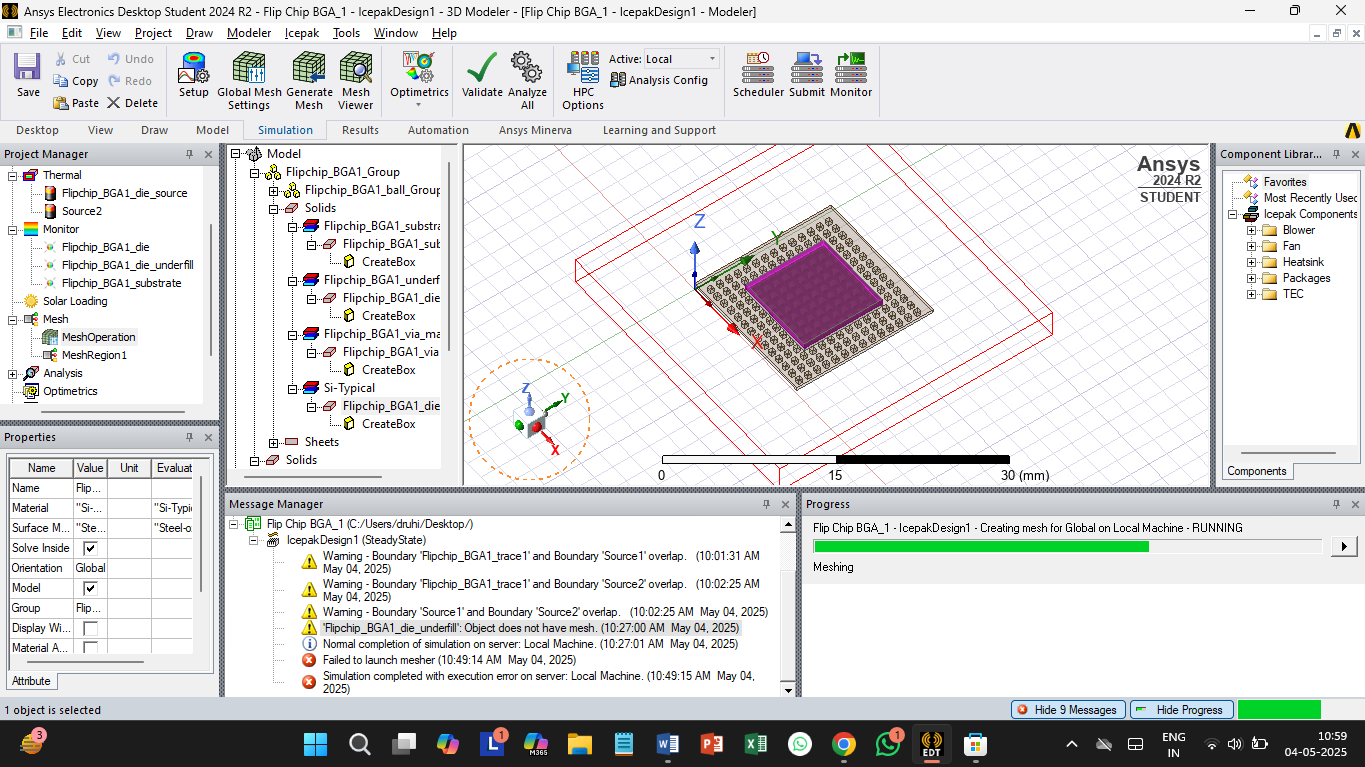 Ansys Electronics Desktop Student 2024 R2 - Flip Chip BGA_1 - IcepakDesign1 - 3D Modeler - [Flip Chip BGA_1 - IcepakDesign1 - Modeler]
File Edit View Project Draw Modeler Icepak Tools Window Help
Save
Cut
Copy
Paste
Undo
Redo
Delete
Setup
Global Mesh Settings
Generate Mesh
Mesh Viewer
Optimetrics
Validate
Analyze All
HPC Options
Active: Local
Analysis Config
Scheduler
Submit
Monitor
Desktop View Draw Model Simulation Results Automation Ansys Minerva Learning and Support
Project Manager
Thermal
Flipchip_BGA1_die_source
Source2
Monitor
Flipchip_BGA1_die
Flipchip_BGA1_die_underfill
Flipchip_BGA1_substrate
Solar Loading
Mesh
MeshOperation
MeshRegion1
Analysis
Optimetrics
Properties
Name Value Unit Evaluat
Name Flip...
Material "Si-... "Si-Typic
Surface M... "Ste... "Steel-o
Solve Inside
Orientation Global
Model
Group Flip...
Display Wi...
Material A...
Attribute
Model
Flipchip_BGA1_Group
Flipchip_BGA1_ball_Group
Solids
Flipchip_BGA1_substra
Flipchip_BGA1_sub
CreateBox
Flipchip_BGA1_underf
Flipchip_BGA1_die
CreateBox
Flipchip_BGA1_via_ma
Flipchip_BGA1_via
CreateBox
Si-Typical
Flipchip_BGA1_die
CreateBox
Sheets
Solids
Ansys
2024 R2
STUDENT
Z
Y
X
Z
Y
X
0 15 30 (mm)
Component Librar...
Favorites
Most Recently Used
Icepak Components
Blower
Fan
Heatsink
Packages
TEC
Components
Message Manager
Flip Chip BGA_1 (C:/Users/druhi/Desktop/)
IcepakDesign1 (SteadyState)
Warning - Boundary 'Flipchip_BGA1_trace1' and Boundary 'Source1' overlap. (10:01:31 AM
May 04, 2025)
Warning - Boundary 'Flipchip_BGA1_trace1' and Boundary 'Source2' overlap. (10:02:25 AM
May 04, 2025)
Warning - Boundary 'Source1' and Boundary 'Source2' overlap. (10:02:25 AM May 04, 2025)
'Flipchip_BGA1_die_underfill': Object does not have mesh. (10:27:00 AM May 04, 2025)
Normal completion of simulation on server: Local Machine. (10:27:01 AM May 04, 2025)
Failed to launch mesher (10:49:14 AM May 04, 2025)
Simulation completed with execution error on server: Local Machine. (10:49:15 AM May 04,
2025)
Progress
Flip Chip BGA_1 - IcepakDesign1 - Creating mesh for Global on Local Machine - RUNNING
Meshing
1 object is selected
Hide 9 Messages
Hide Progress
3
1
M365
1
EDT
ENG
IN
10:59
04-05-2025